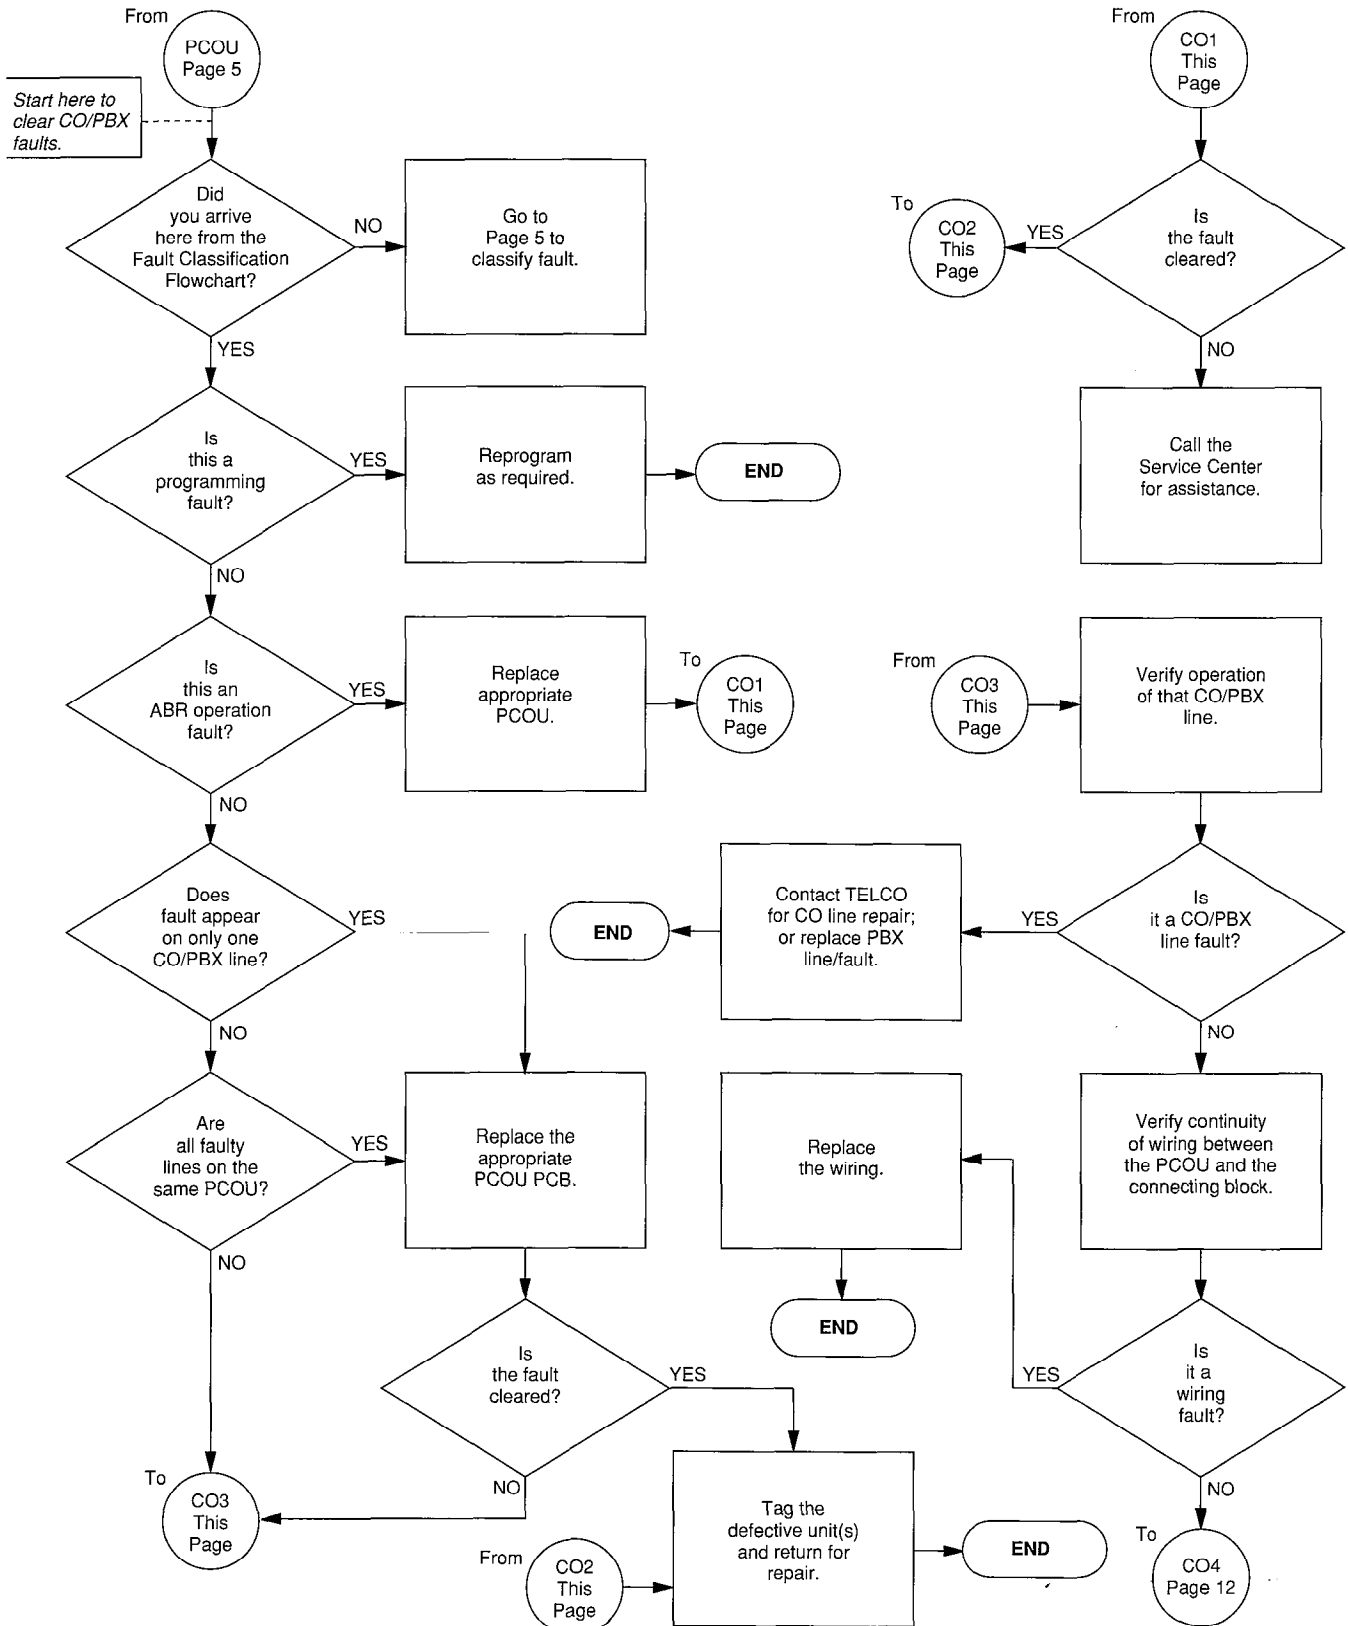 From
PCOU
Page 5
Start here to
clear CO/PBX
faults.
Did
you arrive
here from the
Fault Classification
Flowchart?
NO
Go to
Page 5 to
classify fault.
YES
Is
this a
programming
fault?
YES
Reprogram
as required.
END
NO
Is
this an
ABR operation
fault?
YES
Replace
appropriate
PCOU.
To
CO1
This
Page
NO
Does
fault appear
on only one
CO/PBX line?
YES
NO
Are
all faulty
lines on the
same PCOU?
YES
Replace the
appropriate
PCOU PCB.
NO
Is
the fault
cleared?
YES
NO
To
CO3
This
Page
From
CO2
This
Page
Tag the
defective unit(s)
and return for
repair.
END
From
CO1
This
Page
Is
the fault
cleared?
YES
To
CO2
This
Page
NO
Call the
Service Center
for assistance.
From
CO3
This
Page
Verify operation
of that CO/PBX
line.
Is
it a CO/PBX
line fault?
YES
Contact TELCO
for CO line repair;
or replace PBX
line/fault.
END
NO
Verify continuity
of wiring between
the PCOU and the
connecting block.
Is
it a
wiring
fault?
YES
Replace
the wiring.
END
NO
To
CO4
Page 12